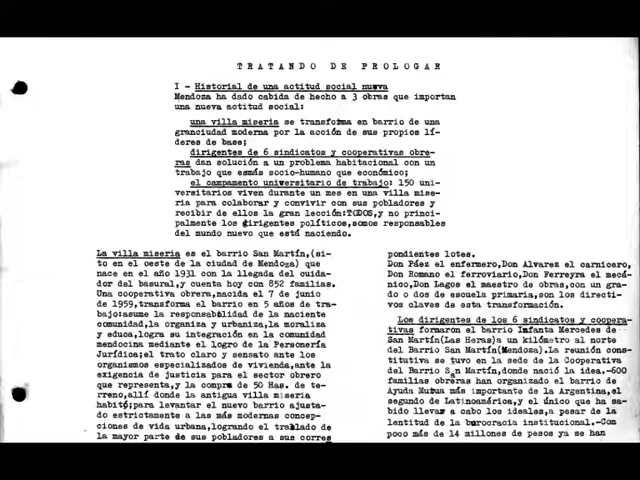 TRATANDO DE PROLOGAR
I - Historial de una actitud social nueva
Mendoza ha dado cabida de hecho a 3 obras que importan
una nueva actitud social:
una villa miseria se transforma en barrio de una
granciudad moderna por la acción de sus propios lí-
deres de base;
dirigentes de 6 sindicatos y cooperativas obre-
ras dan solución a un problema habitacional con un
trabajo que esmás socio-humano que económico;
el campamento universitario de trabajo: 150 uni-
versitarios viven durante un mes en una villa mise-
ria para colaborar y convivir con sus pobladores y
recibir de ellos la gran lección:TODOS,y no princi-
palmente los dirigentes políticos,somos responsables
del mundo nuevo que está naciendo.
La villa miseria es el barrio San Martín,(si-
to en el oeste de la ciudad de Mendoza) que
nace en el año 1931 con la llegada del cuida-
dor del basural,y cuenta hoy con 852 familias.
Una cooperativa obrera,nacida el 7 de junio
de 1959,transforma el barrio en 5 años de tra-
bajo:asume la responsabilidad de la naciente
comunidad,la organiza y urbaniza,la moraliza
y educa,logra su integración en la comunidad
mendocina mediante el logro de la Personería
Jurídica;el trato claro y sensato ante los
organismos especializados de vivienda,ante la
exigencia de justicia para el sector obrero
que representa,y la compra de 50 Has. de te-
rreno,allí donde la antigua villa miseria
habitó;para levantar el nuevo barrio ajusta-
do estrictamente a las más modernas concep-
ciones de vida urbana,logrando el traslado de
la mayor parte de sus pobladores a sus corres
pondientes lotes.
Don Páez el enfermero,Don Alvarez el carnicero,
Don Romano el ferroviario,Don Ferreyra el mecá-
nico,Don Lagos el maestro de obras,con un gra-
do o dos de escuela primaria,son los directi-
vos claves de esta transformación.
Los dirigentes de los 6 sindicatos y coopera-
tivas formaron el barrio Infanta Mercedes de
San Martín(Las Heras)a un kilómetro al norte
del Barrio San Martín(Mendoza).La reunión cons-
titutiva se tuvo en la sede de la Cooperativa
del Barrio San Martín,donde nació la idea.-600
familias obreras han organizado el barrio de
Ayuda Mutua más importante de la Argentina,el
segundo de Latinoamérica,y el único que ha sa-
bido llevar a cabo los ideales,a pesar de la
lentitud de la burocracia institucional.-Con
poco más de 14 millones de pesos ya se han